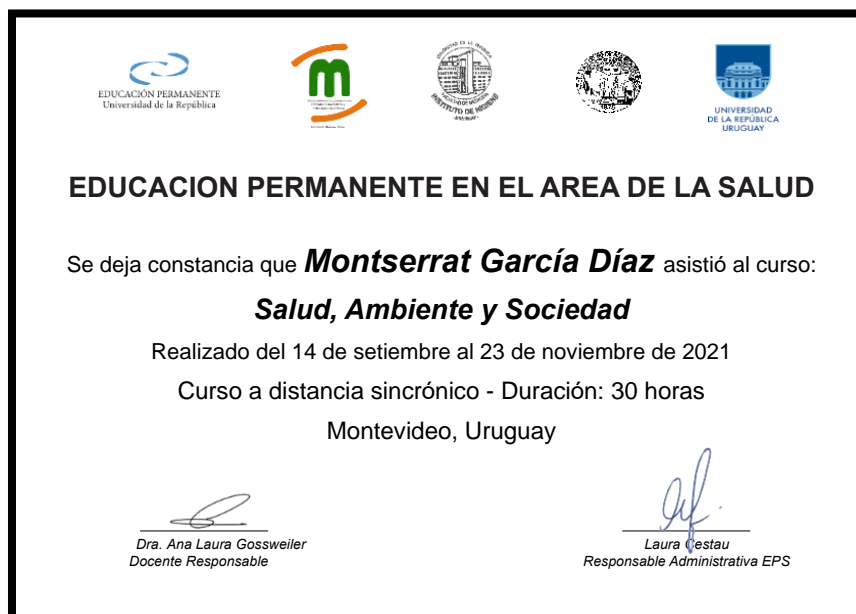 EDUCACIÓN PERMANENTE
Universidad de la República
INSTITUTO DE HIGIENE
UNIVERSIDAD
DE LA REPÚBLICA
URUGUAY
EDUCACION PERMANENTE EN EL AREA DE LA SALUD
Se deja constancia que Montserrat García Díaz asistió al curso:
Salud, Ambiente y Sociedad
Realizado del 14 de setiembre al 23 de noviembre de 2021
Curso a distancia sincrónico - Duración: 30 horas
Montevideo, Uruguay
Dra. Ana Laura Gossweiler
Docente Responsable
Laura Cestau
Responsable Administrativa EPS